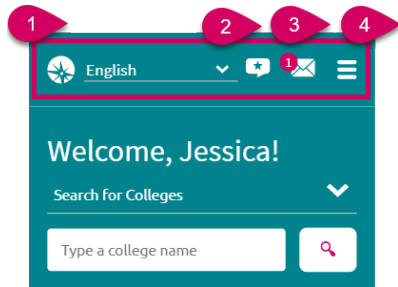 1 2 3 4
English 1
Welcome, Jessica!
Search for Colleges
Type a college name